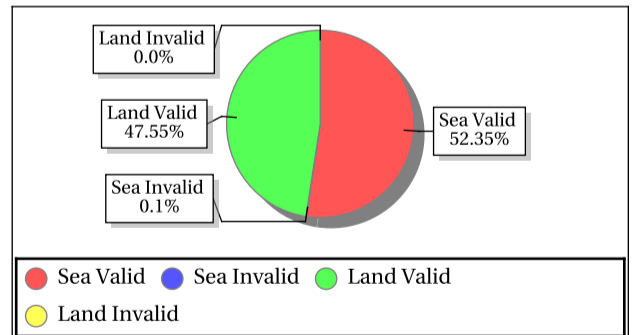 Land Invalid
0.0%
Land Valid
47.55%
Sea Valid
52.35%
Sea Invalid
0.1%
Sea Valid Sea Invalid Land Valid
Land Invalid